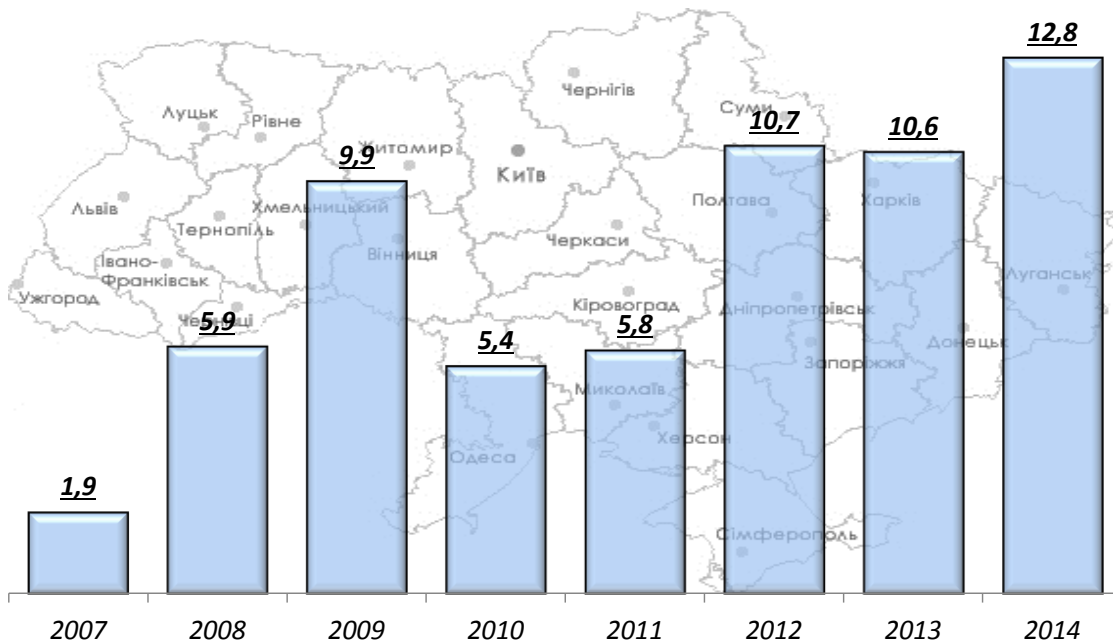 12,8
Чернігів
Суми
Луцьк
Рівне
10,7
10,6
Житомир
9,9
Київ
Львів
Хмельницький
Полтава
Харків
Тернопіль
Черкаси
Вінниця
Івано-
Франківськ
Луганськ
Ужгород
Кіровоград
Дніпропетрівськ
Чернівці
5,9
5,4
5,8
Донецьк
Запоріжжя
Миколаїв
Херсон
Одеса
1,9
Сімферополь
2007 2008 2009 2010 2011 2012 2013 2014